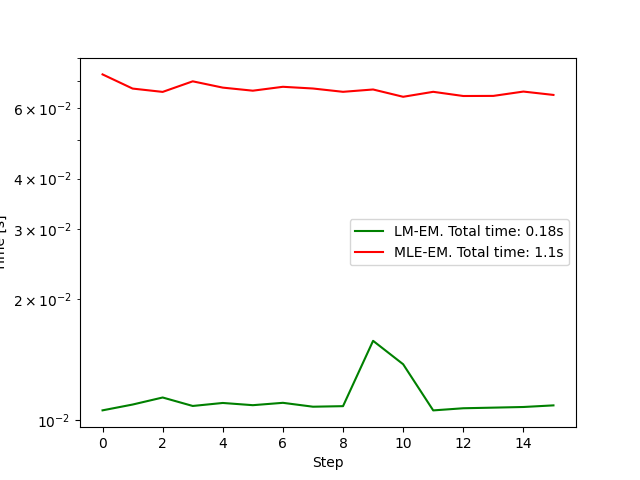 6 × 10⁻²
4 × 10⁻²
3 × 10⁻²
2 × 10⁻²
10⁻²
LM-EM. Total time: 0.18s
MLE-EM. Total time: 1.1s
0 2 4 6 8 10 12 14
Step